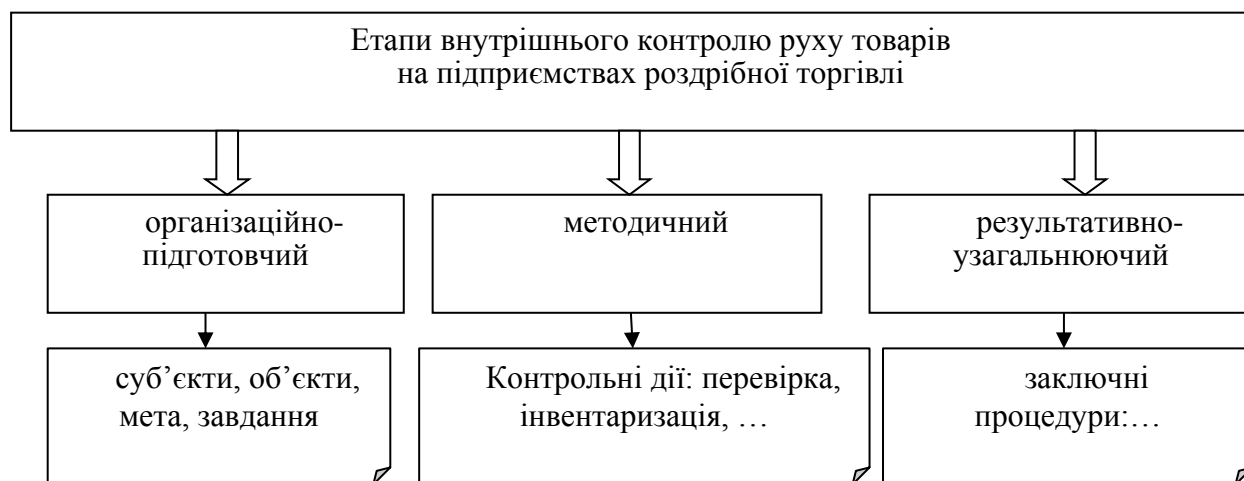 Етапи внутрішнього контролю руху товарів
на підприємствах роздрібної торгівлі
організаційно-
підготовчий
методичний
результативно-
узагальнюючий
суб’єкти, об’єкти,
мета, завдання
Контрольні дії: перевірка,
інвентаризація, …
заключні
процедури:…